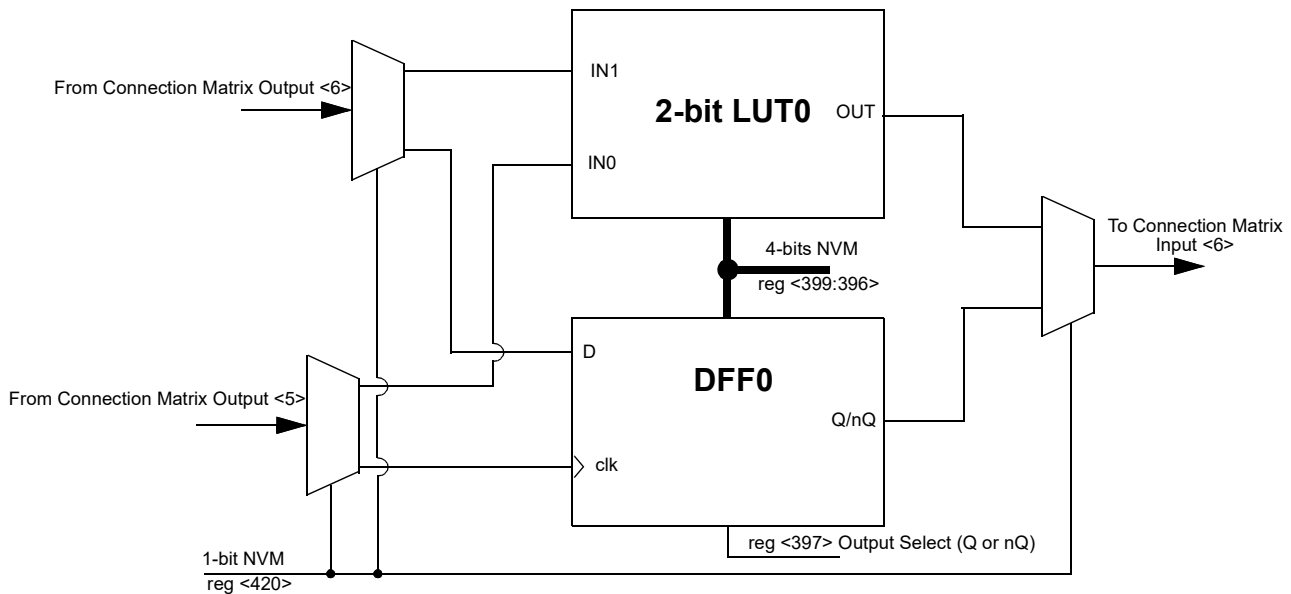 From Connection Matrix Output <6>
IN1
2-bit LUT0
OUT
IN0
To Connection Matrix
Input <6>
4-bits NVM
reg <399:396>
D
DFF0
From Connection Matrix Output <5>
Q/nQ
clk
reg <397> Output Select (Q or nQ)
1-bit NVM
reg <420>